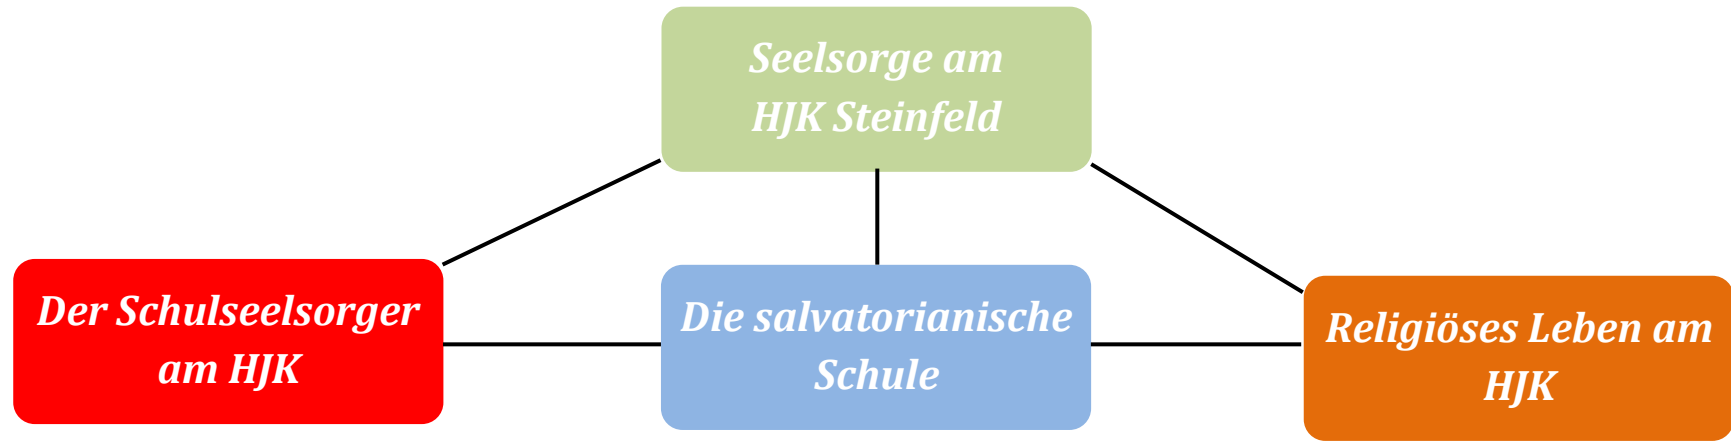 Seelsorge am
HJK Steinfeld
Der Schulseelsorger
am HJK
Die salvatorianische
Schule
Religiöses Leben am
HJK